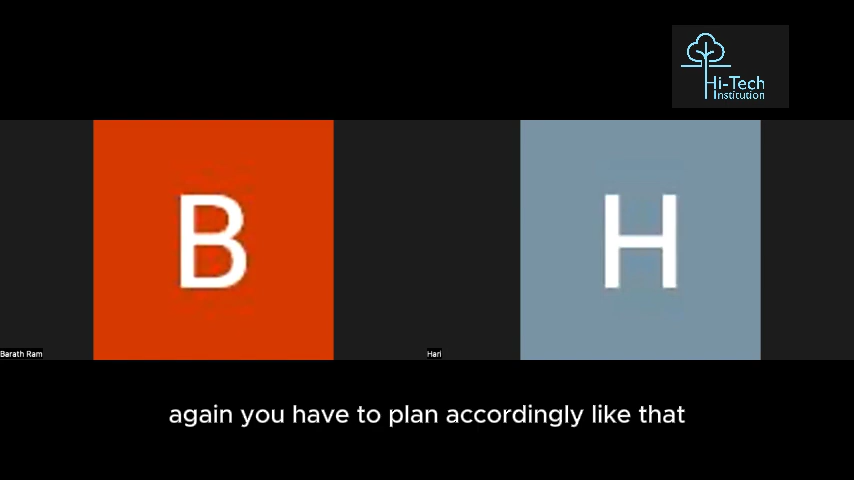 Hi-Tech
Institution
B
H
Barath Ram
Hari
again you have to plan accordingly like that